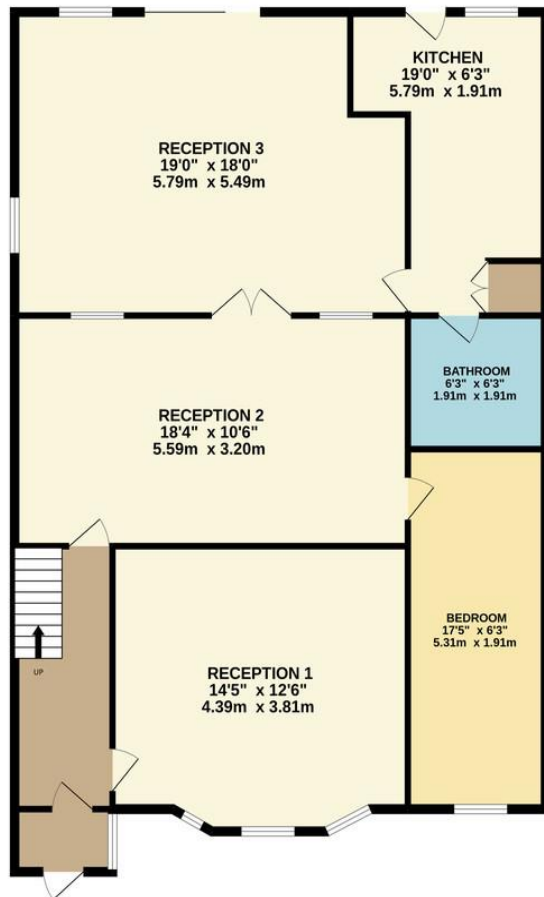 KITCHEN
19'0" x 6'3"
5.79m x 1.91m
RECEPTION 3
19'0" x 18'0"
5.79m x 5.49m
BATHROOM
6'3" x 6'3"
1.91m x 1.91m
RECEPTION 2
18'4" x 10'6"
5.59m x 3.20m
BEDROOM
17'5" x 6'3"
5.31m x 1.91m
RECEPTION 1
14'5" x 12'6"
4.39m x 3.81m
UP